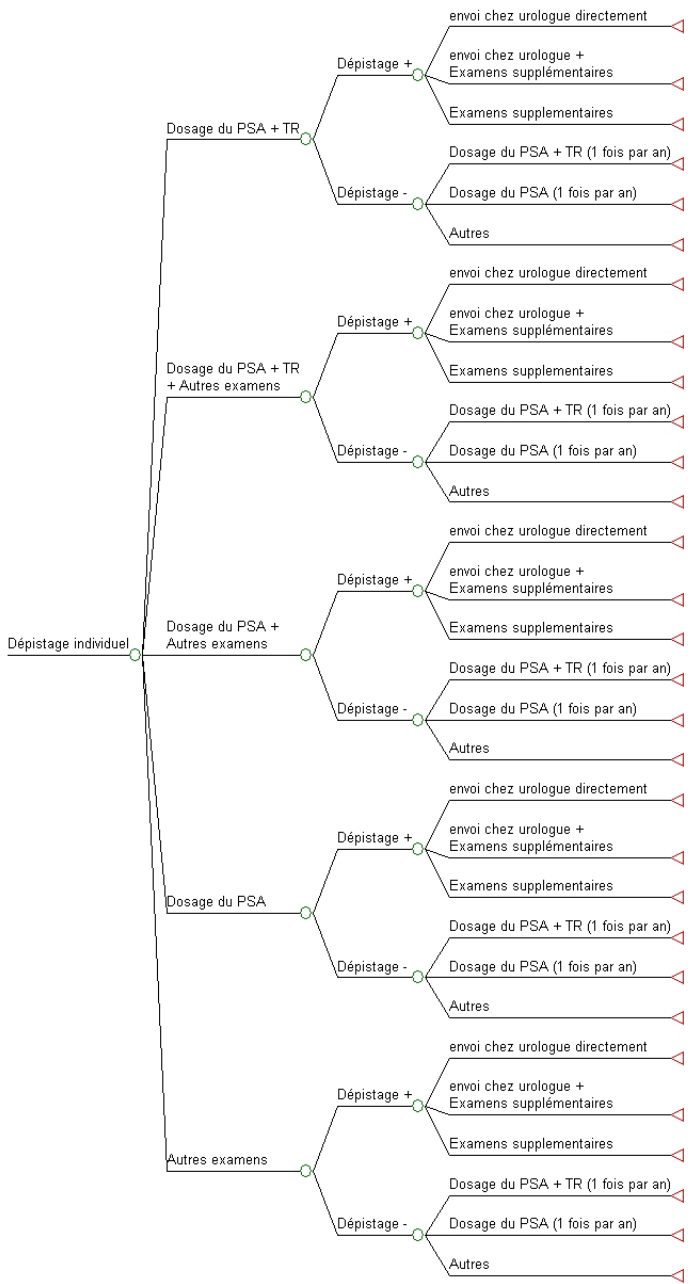 envoi chez urologue directement
Dépistage +
envoi chez urologue +
Examens supplémentaires
Examens supplementaires
Dosage du PSA + TR
Dosage du PSA + TR (1 fois par an)
Dépistage -
Dosage du PSA (1 fois par an)
Autres
envoi chez urologue directement
Dépistage +
envoi chez urologue +
Examens supplémentaires
Examens supplementaires
Dosage du PSA + TR
+ Autres examens
Dosage du PSA + TR (1 fois par an)
Dépistage -
Dosage du PSA (1 fois par an)
Autres
envoi chez urologue directement
Dépistage +
envoi chez urologue +
Examens supplémentaires
Examens supplementaires
Dépistage individuel
Dosage du PSA +
Autres examens
Dosage du PSA + TR (1 fois par an)
Dépistage -
Dosage du PSA (1 fois par an)
Autres
envoi chez urologue directement
Dépistage +
envoi chez urologue +
Examens supplémentaires
Examens supplementaires
Dosage du PSA
Dosage du PSA + TR (1 fois par an)
Dépistage -
Dosage du PSA (1 fois par an)
Autres
envoi chez urologue directement
Dépistage +
envoi chez urologue +
Examens supplémentaires
Examens supplementaires
Autres examens
Dosage du PSA + TR (1 fois par an)
Dépistage -
Dosage du PSA (1 fois par an)
Autres